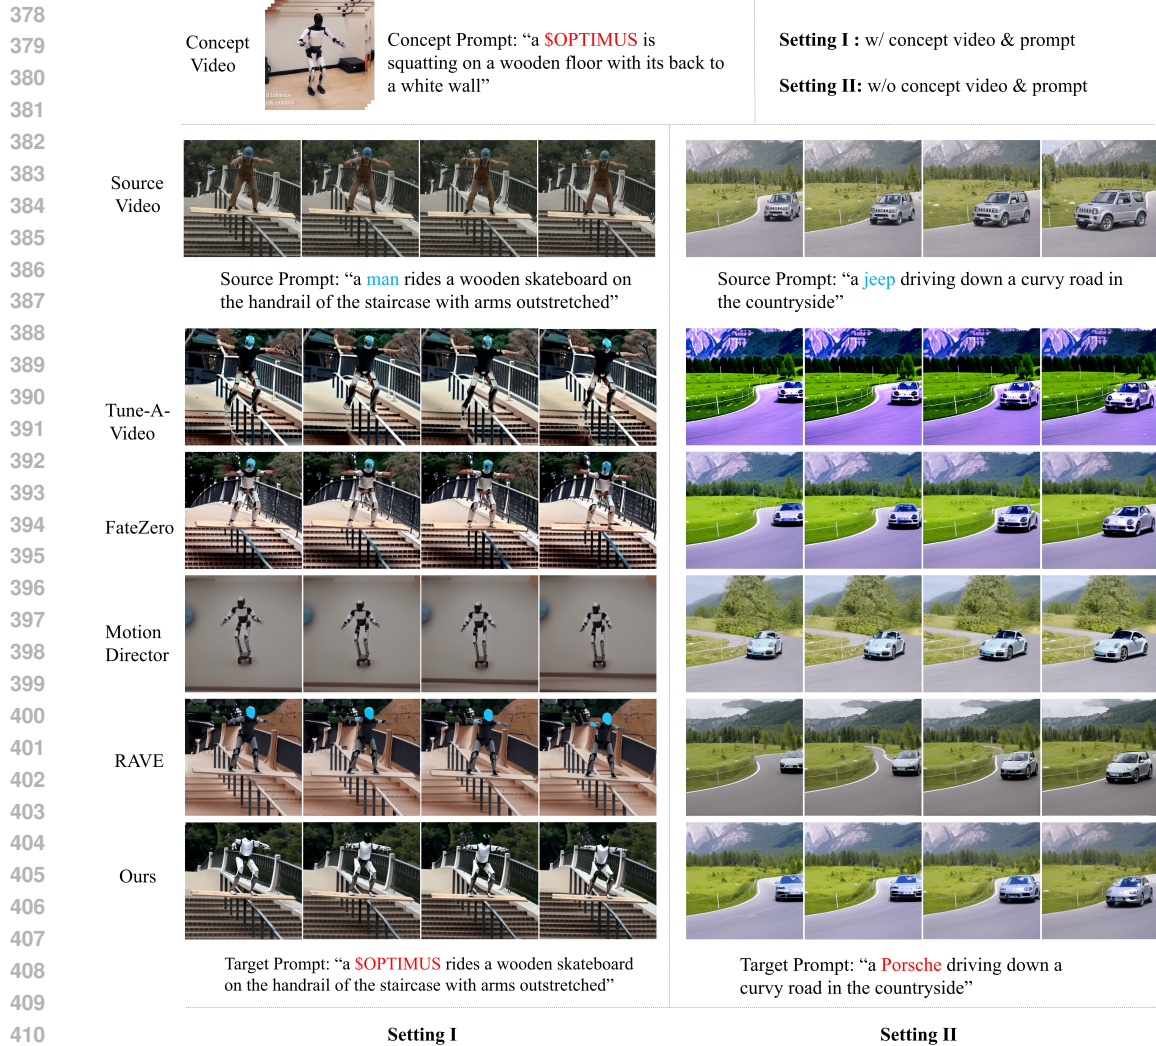 378
379
380
381
382
383
384
385
386
387
388
389
390
391
392
393
394
395
396
397
398
399
400
401
402
403
404
405
406
407
408
409
410
Concept
Video
Concept Prompt: “a $OPTIMUS is
squatting on a wooden floor with its back to
a white wall”
Setting I : w/ concept video & prompt
Setting II: w/o concept video & prompt
Source
Video
Source Prompt: “a man rides a wooden skateboard on
the handrail of the staircase with arms outstretched”
Source Prompt: “a jeep driving down a curvy road in
the countryside”
Tune-A-
Video
FateZero
Motion
Director
RAVE
Ours
Target Prompt: “a $OPTIMUS rides a wooden skateboard
on the handrail of the staircase with arms outstretched”
Target Prompt: “a Porsche driving down a
curvy road in the countryside”
Setting I
Setting II